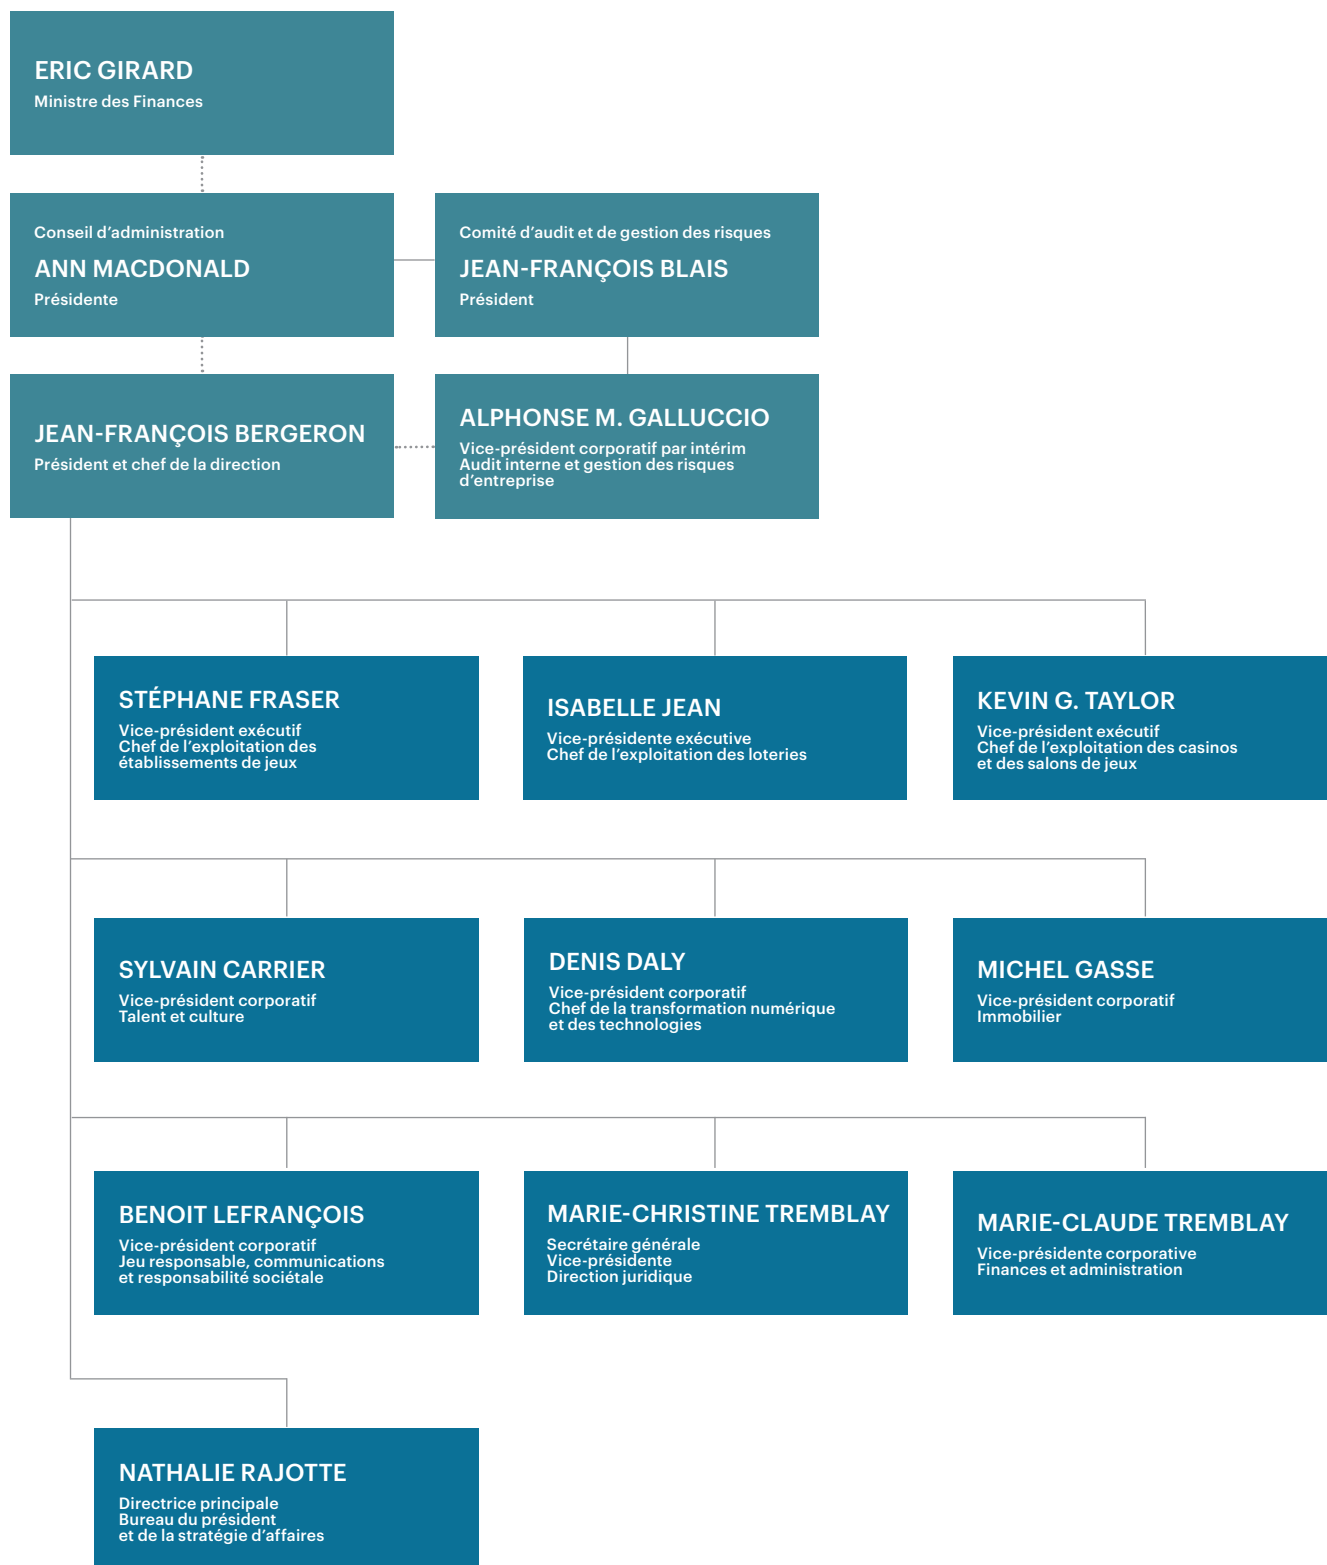 ERIC GIRARD
Ministre des Finances
Conseil d’administration
ANN MACDONALD
Présidente
Comité d’audit et de gestion des risques
JEAN-FRANÇOIS BLAIS
Président
JEAN-FRANÇOIS BERGERON
Président et chef de la direction
ALPHONSE M. GALLUCCIO
Vice-président corporatif par intérim
Audit interne et gestion des risques
d’entreprise
STÉPHANE FRASER
Vice-président exécutif
Chef de l’exploitation des
établissements de jeux
ISABELLE JEAN
Vice-présidente exécutive
Chef de l’exploitation des loteries
KEVIN G. TAYLOR
Vice-président exécutif
Chef de l’exploitation des casinos
et des salons de jeux
SYLVAIN CARRIER
Vice-président corporatif
Talent et culture
DENIS DALY
Vice-président corporatif
Chef de la transformation numérique
et des technologies
MICHEL GASSE
Vice-président corporatif
Immobilier
BENOIT LEFRANÇOIS
Vice-président corporatif
Jeu responsable, communications
et responsabilité sociétale
MARIE-CHRISTINE TREMBLAY
Secrétaire générale
Vice-présidente
Direction juridique
MARIE-CLAUDE TREMBLAY
Vice-présidente corporative
Finances et administration
NATHALIE RAJOTTE
Directrice principale
Bureau du président
et de la stratégie d’affaires